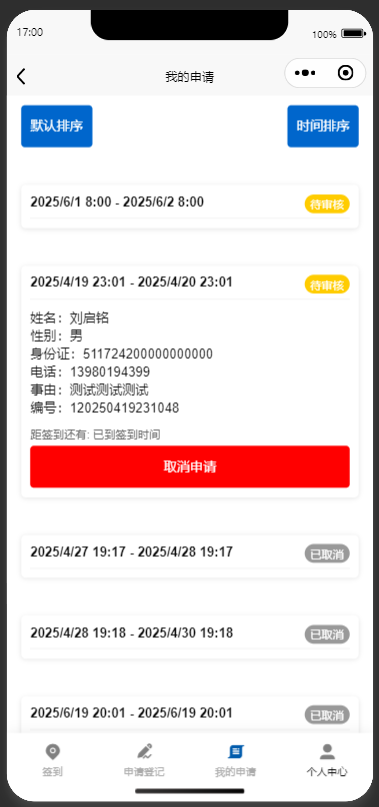 17:00
100%
我的申请
默认排序
时间排序
2025/6/1 8:00 - 2025/6/2 8:00
待审核
2025/4/19 23:01 - 2025/4/20 23:01
待审核
姓名：刘启铭
性别：男
身份证：511724200000000000
电话：13980194399
事由：测试测试测试
编号：120250419231048
距签到还有: 已到签到时间
取消申请
2025/4/27 19:17 - 2025/4/28 19:17
已取消
2025/4/28 19:18 - 2025/4/30 19:18
已取消
2025/6/19 20:01 - 2025/6/19 20:01
已取消
签到
申请登记
我的申请
个人中心